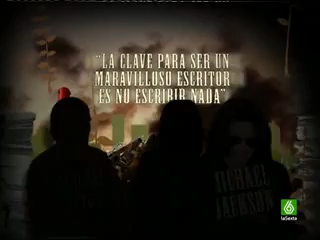 "LA CLAVE PARA SER UN
MARAVILLOSO ESCRITOR
ES NO ESCRIBIR NADA"
MICHAEL
JACKSON
laSexta